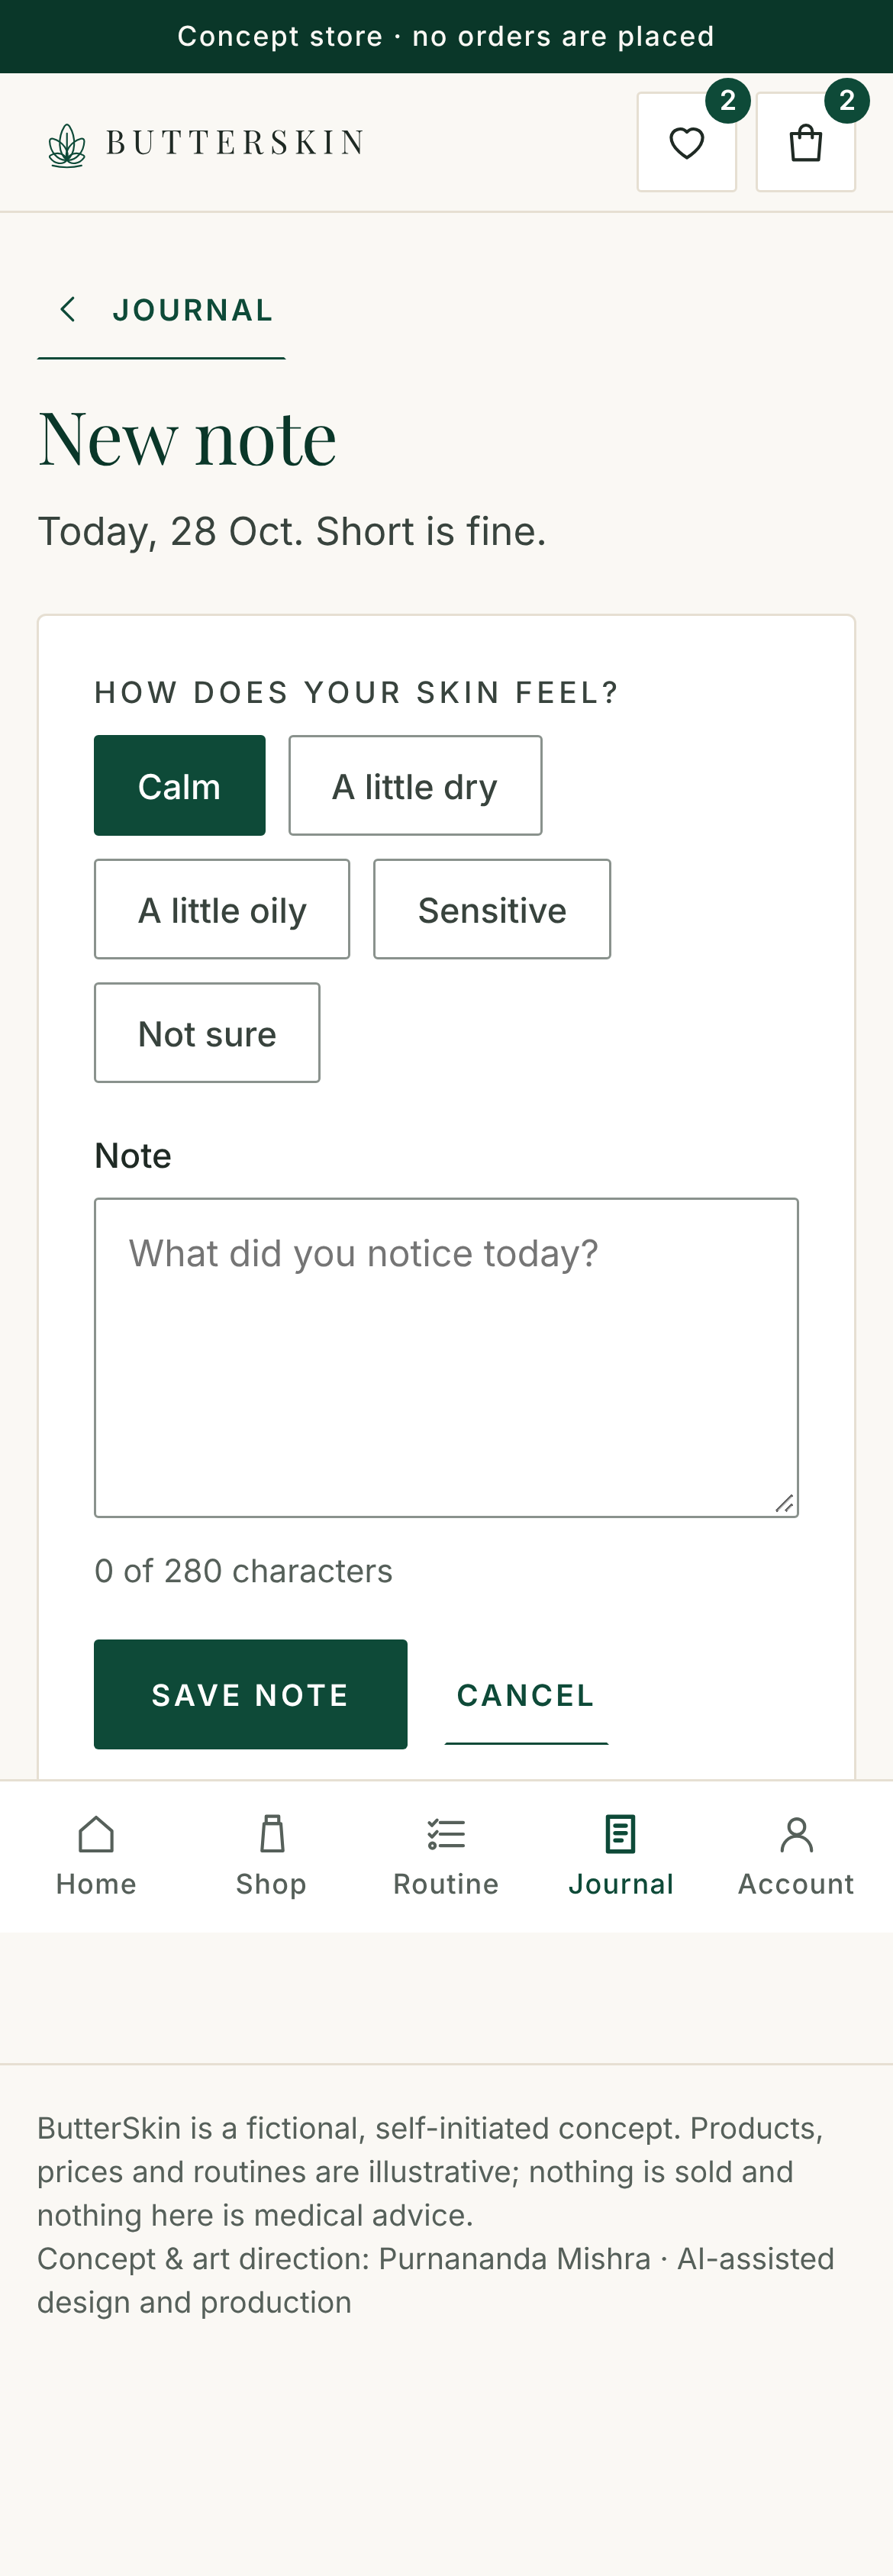 Concept store · no orders are placed
BUTTERSKIN
2
2
JOURNAL
New note
Today, 28 Oct. Short is fine.
HOW DOES YOUR SKIN FEEL?
Calm
A little dry
A little oily
Sensitive
Not sure
Note
What did you notice today?
0 of 280 characters
SAVE NOTE
CANCEL
Home
Shop
Routine
Journal
Account
ButterSkin is a fictional, self-initiated concept. Products,
prices and routines are illustrative; nothing is sold and
nothing here is medical advice.
Concept & art direction: Purnananda Mishra · AI-assisted
design and production